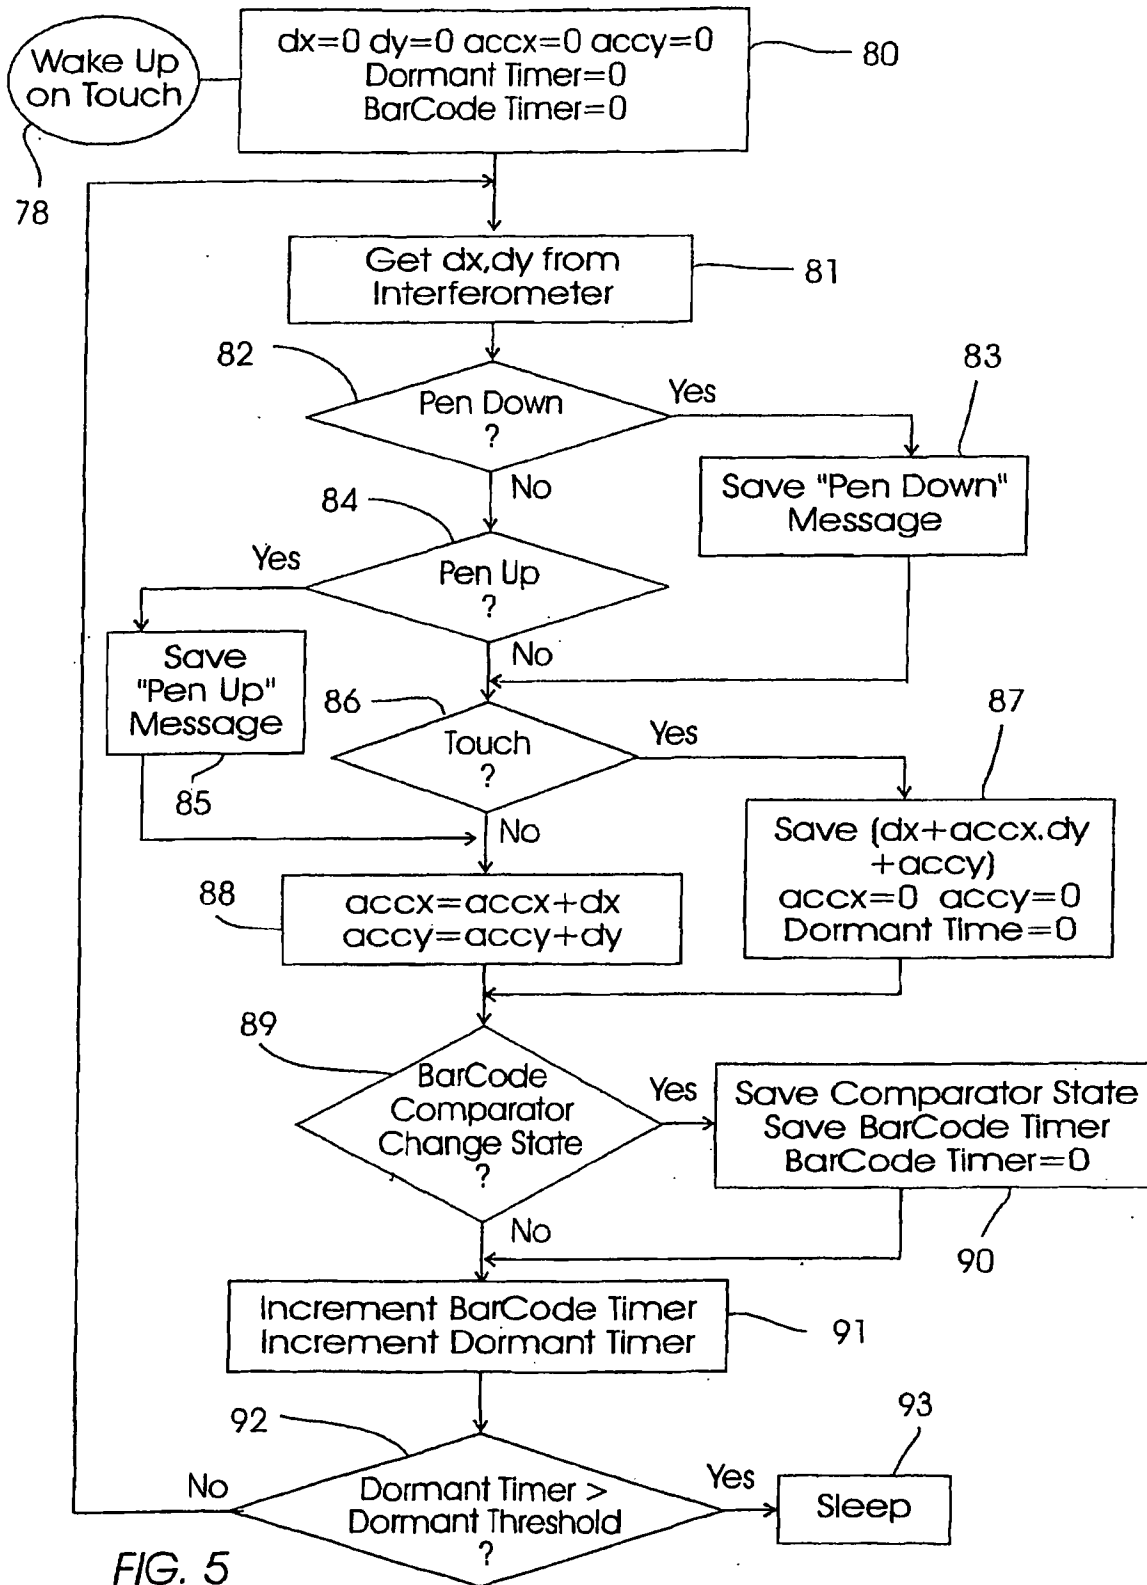 Wake Up
on Touch
78
dx=0 dy=0 accx=0 accy=0
Dormant Timer=0
BarCode Timer=0
80
Get dx,dy from
Interferometer
81
82
Pen Down
?
Yes
No
83
Save "Pen Down"
Message
84
Pen Up
?
Yes
No
Save
"Pen Up"
Message
85
86
Touch
?
Yes
No
87
Save (dx+accx.dy
+accy)
accx=0 accy=0
Dormant Time=0
88
accx=accx+dx
accy=accy+dy
89
BarCode
Comparator
Change State
?
Yes
No
Save Comparator State
Save BarCode Timer
BarCode Timer=0
90
Increment BarCode Timer
Increment Dormant Timer
91
92
Dormant Timer >
Dormant Threshold
?
No
Yes
93
Sleep
FIG. 5